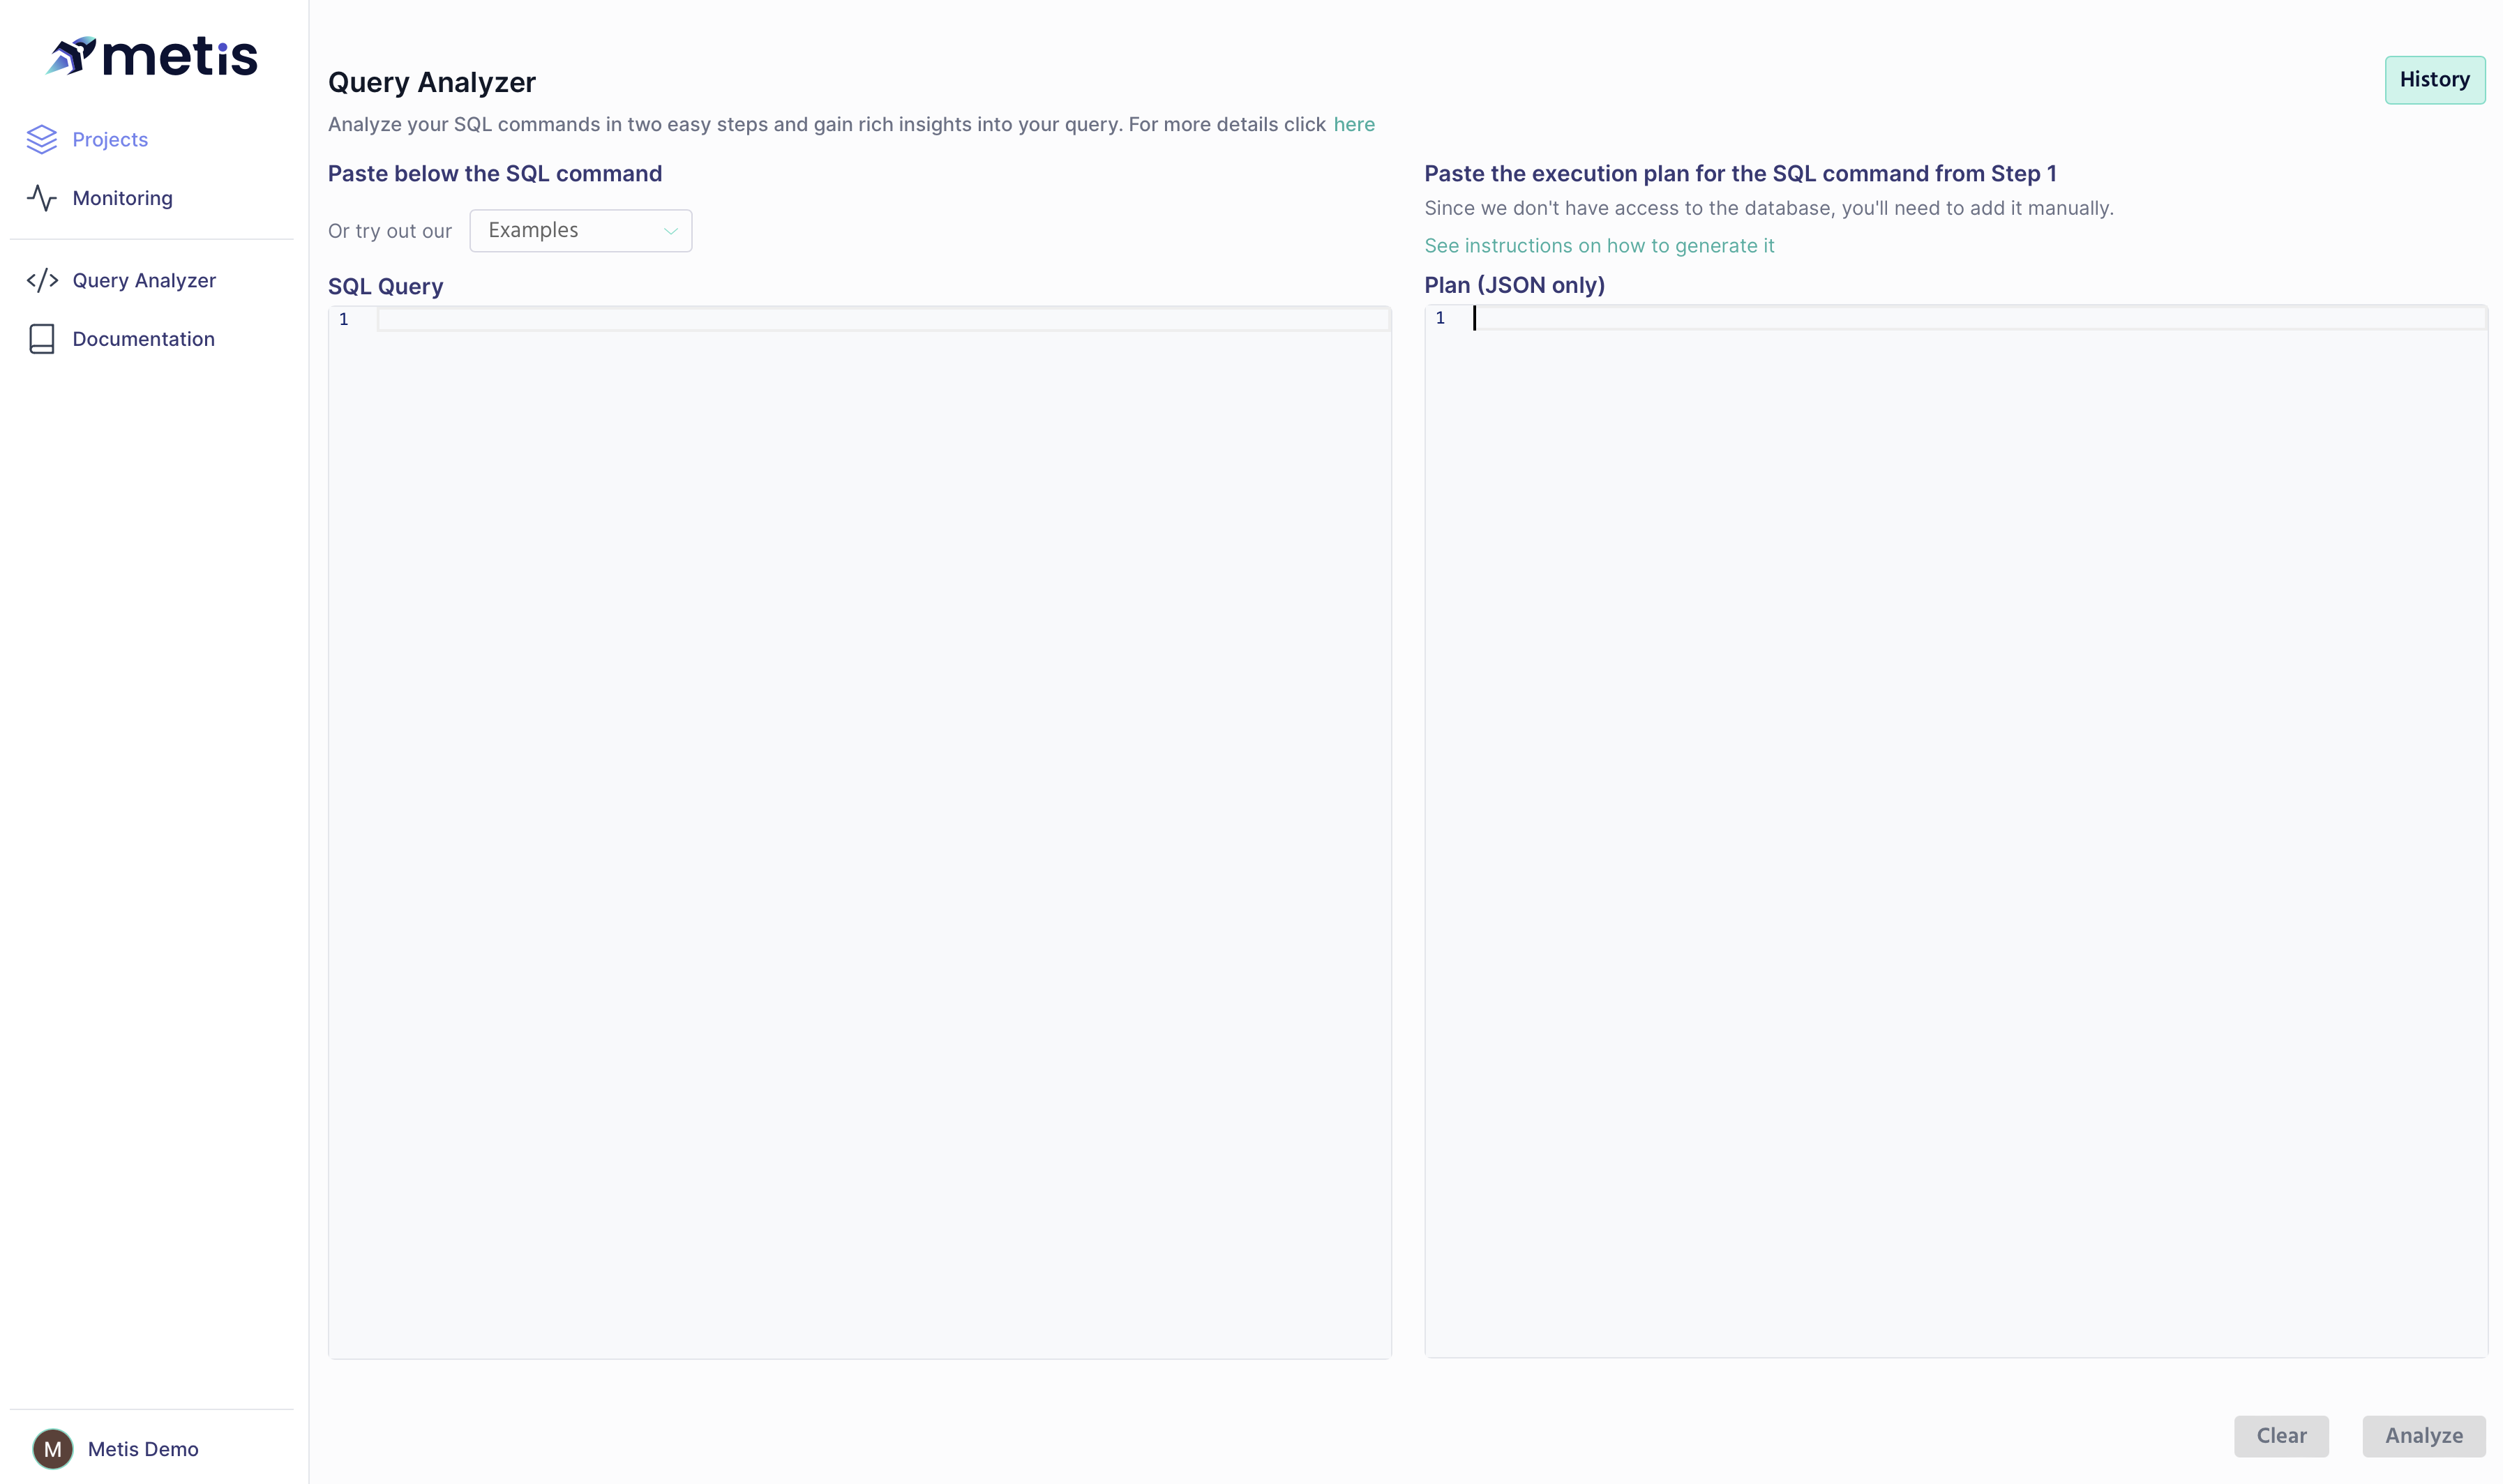 metis
Projects
Monitoring
Query Analyzer
Documentation
Metis Demo
M
Query Analyzer
History
Analyze your SQL commands in two easy steps and gain rich insights into your query. For more details click here
Paste below the SQL command
Or try out our Examples
SQL Query
1
Paste the execution plan for the SQL command from Step 1
Since we don't have access to the database, you'll need to add it manually.
See instructions on how to generate it
Plan (JSON only)
1
Clear
Analyze